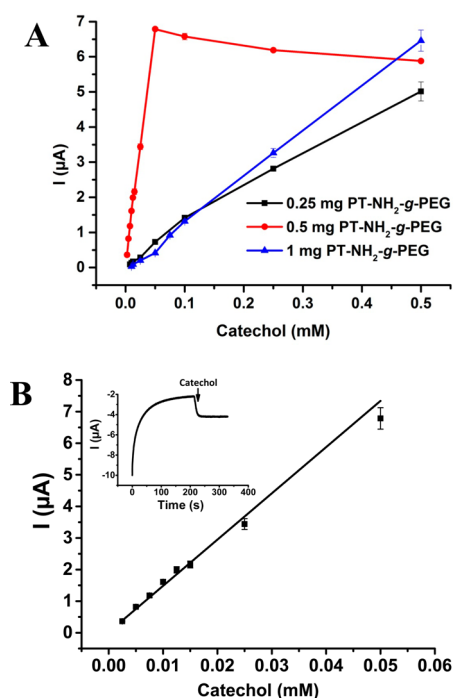 A
7
6
5
4
3
2
1
0
I (µA)
0.25 mg PT-NH2-g-PEG
0.5 mg PT-NH2-g-PEG
1 mg PT-NH2-g-PEG
0.0 0.1 0.2 0.3 0.4 0.5
Catechol (mM)
B
8
7
6
5
4
3
2
1
0
I (µA)
Catechol
-2
-4
-6
-8
-10
I (µA)
0 100 200 300 400
Time (s)
0.00 0.01 0.02 0.03 0.04 0.05 0.06
Catechol (mM)